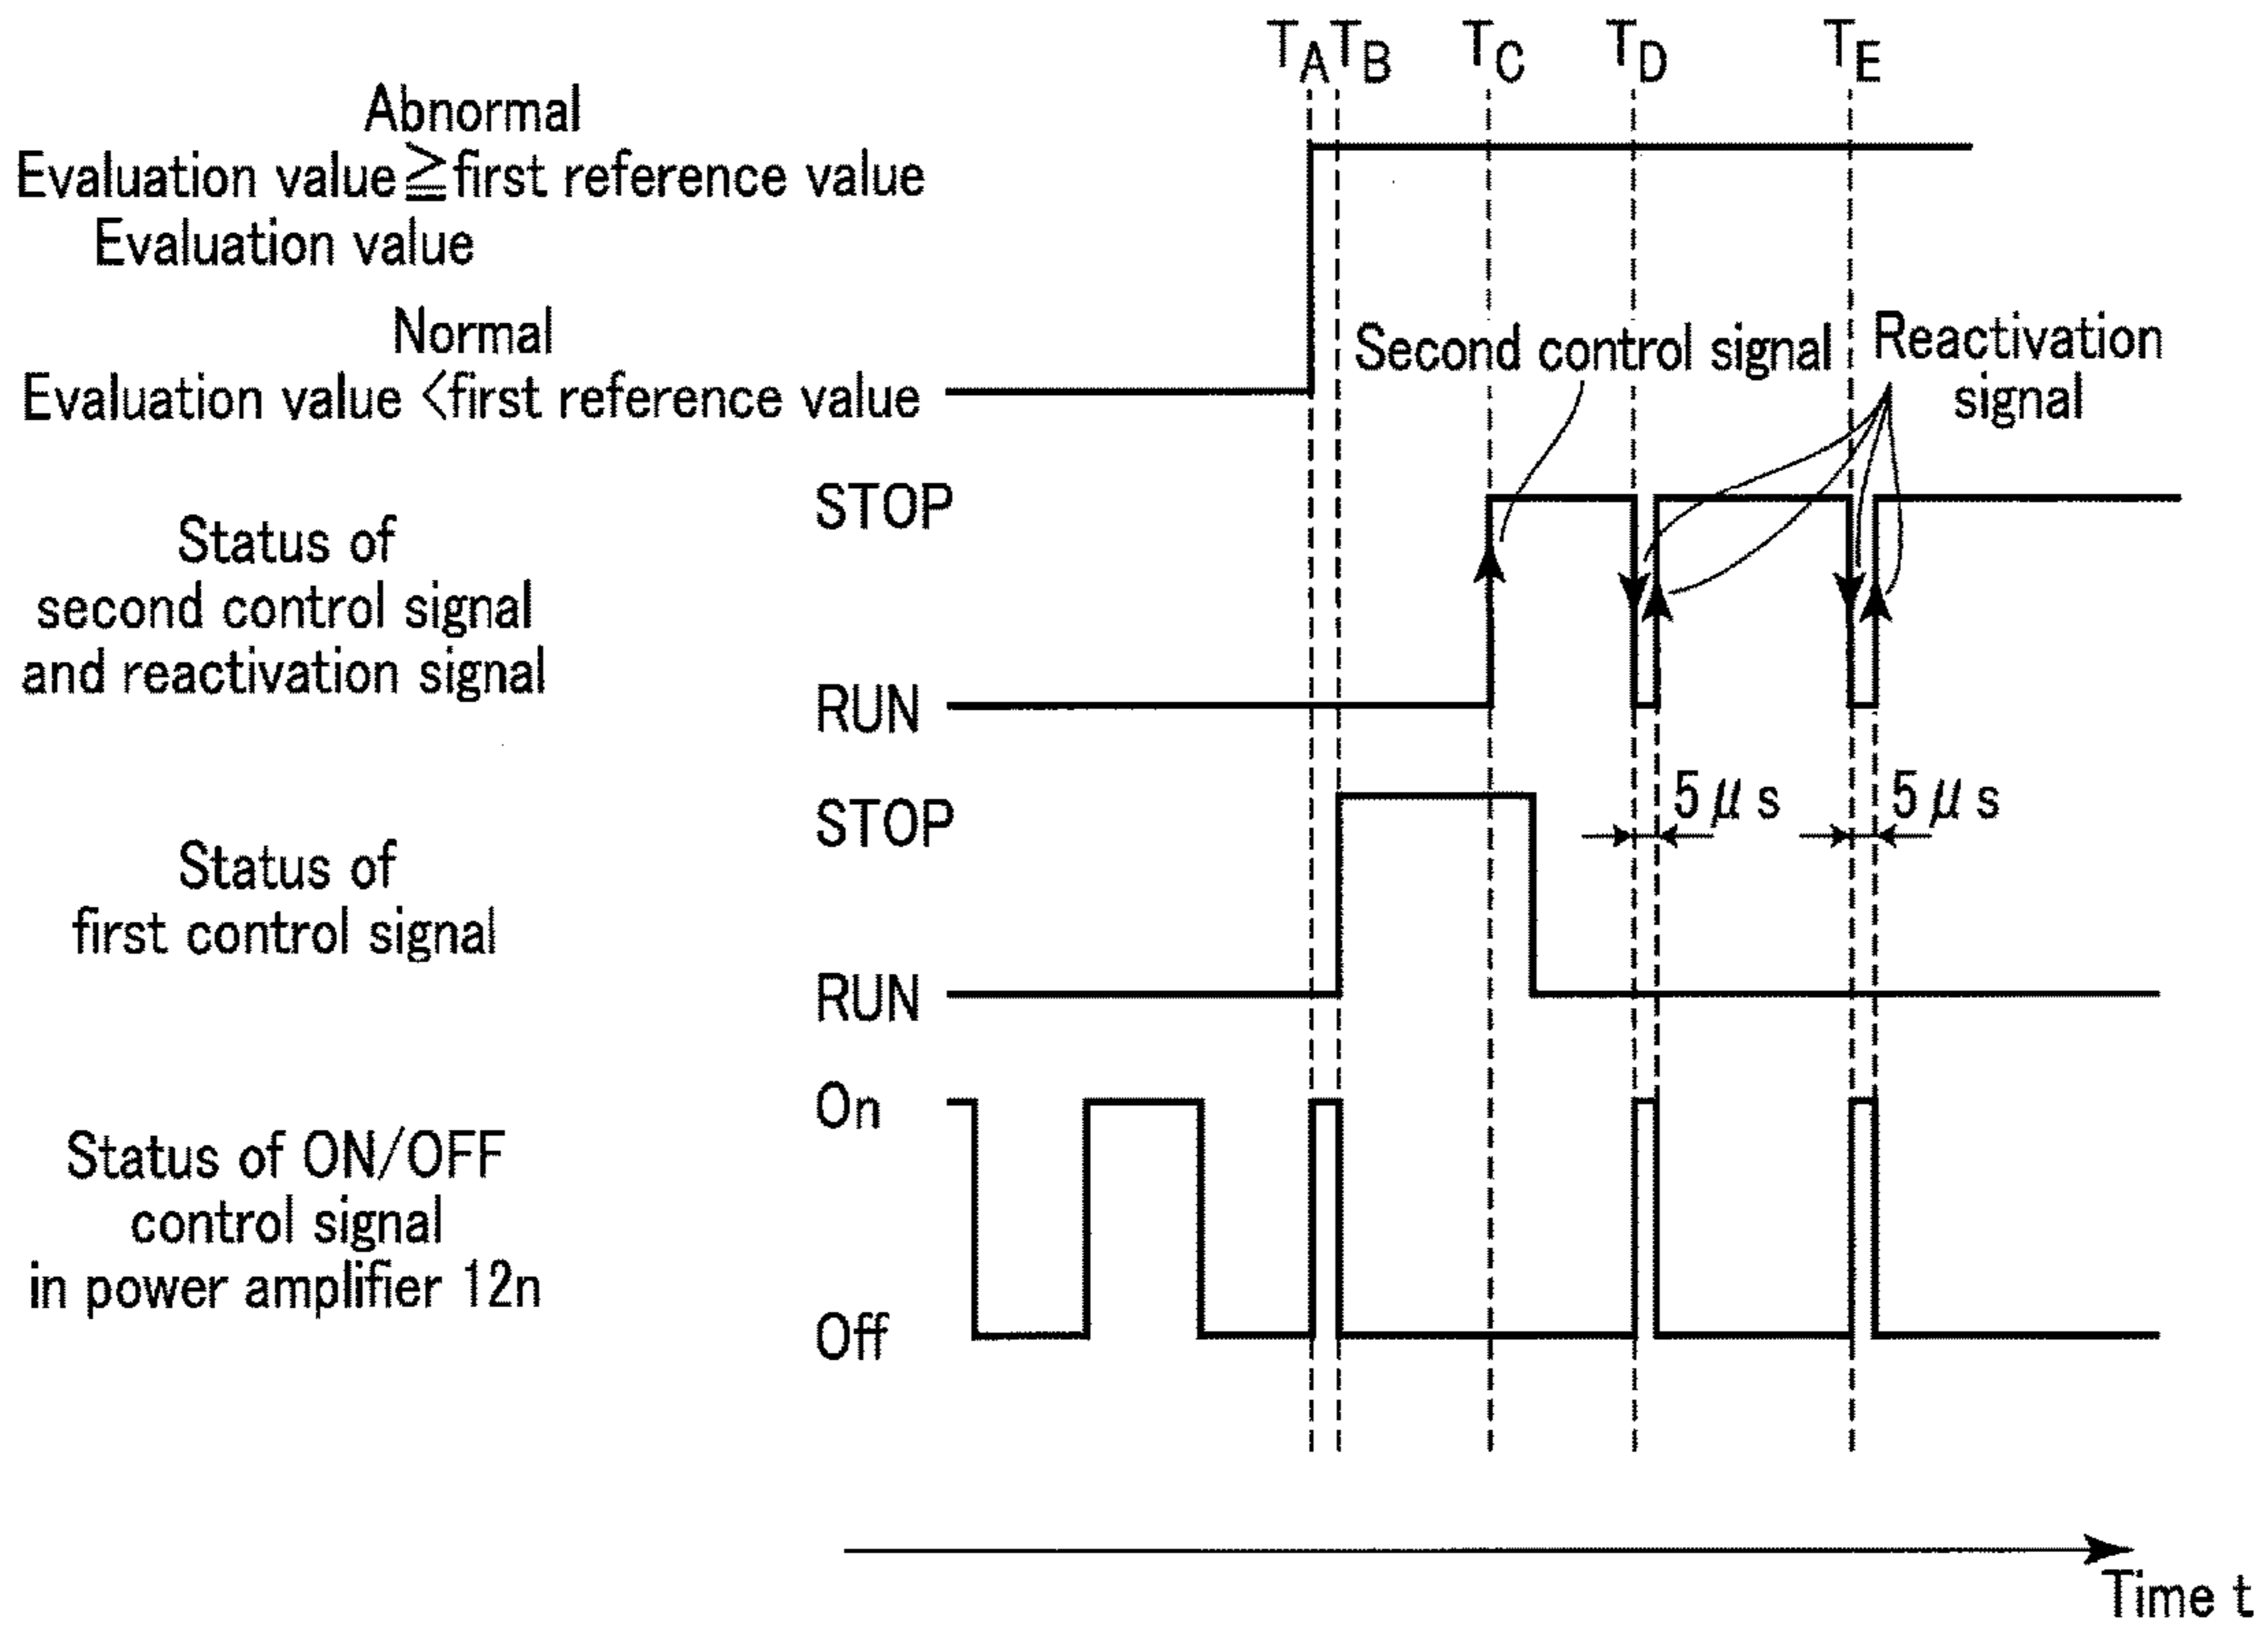 TA TB TC TD TE
Abnormal
Evaluation value≧first reference value
Evaluation value
Normal
Evaluation value <first reference value
Second control signal
Reactivation
signal
STOP
Status of
second control signal
and reactivation signal
RUN
5μs
5μs
STOP
Status of
first control signal
RUN
On
Status of ON/OFF
control signal
in power amplifier 12n
Off
Time t